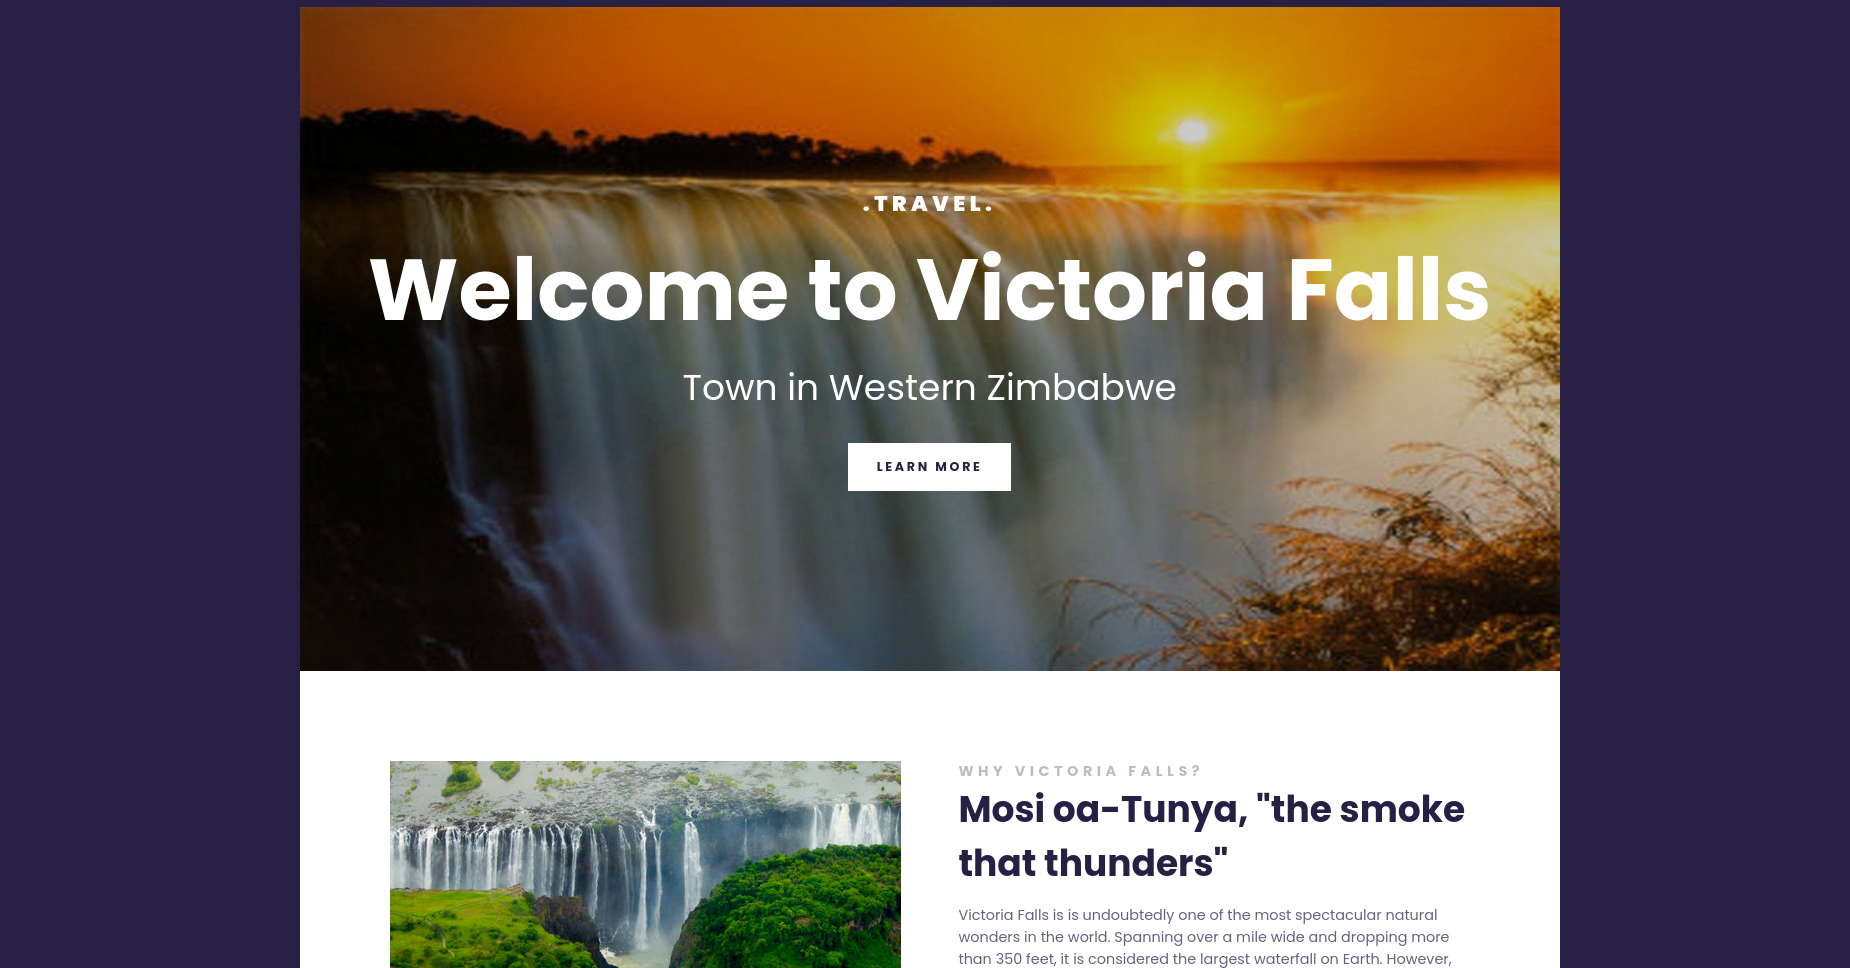 .TRAVEL.
Welcome to Victoria Falls
Town in Western Zimbabwe
LEARN MORE
WHY VICTORIA FALLS?
Mosi oa-Tunya, "the smoke
that thunders"
Victoria Falls is is undoubtedly one of the most spectacular natural
wonders in the world. Spanning over a mile wide and dropping more
than 350 feet, it is considered the largest waterfall on Earth. However,